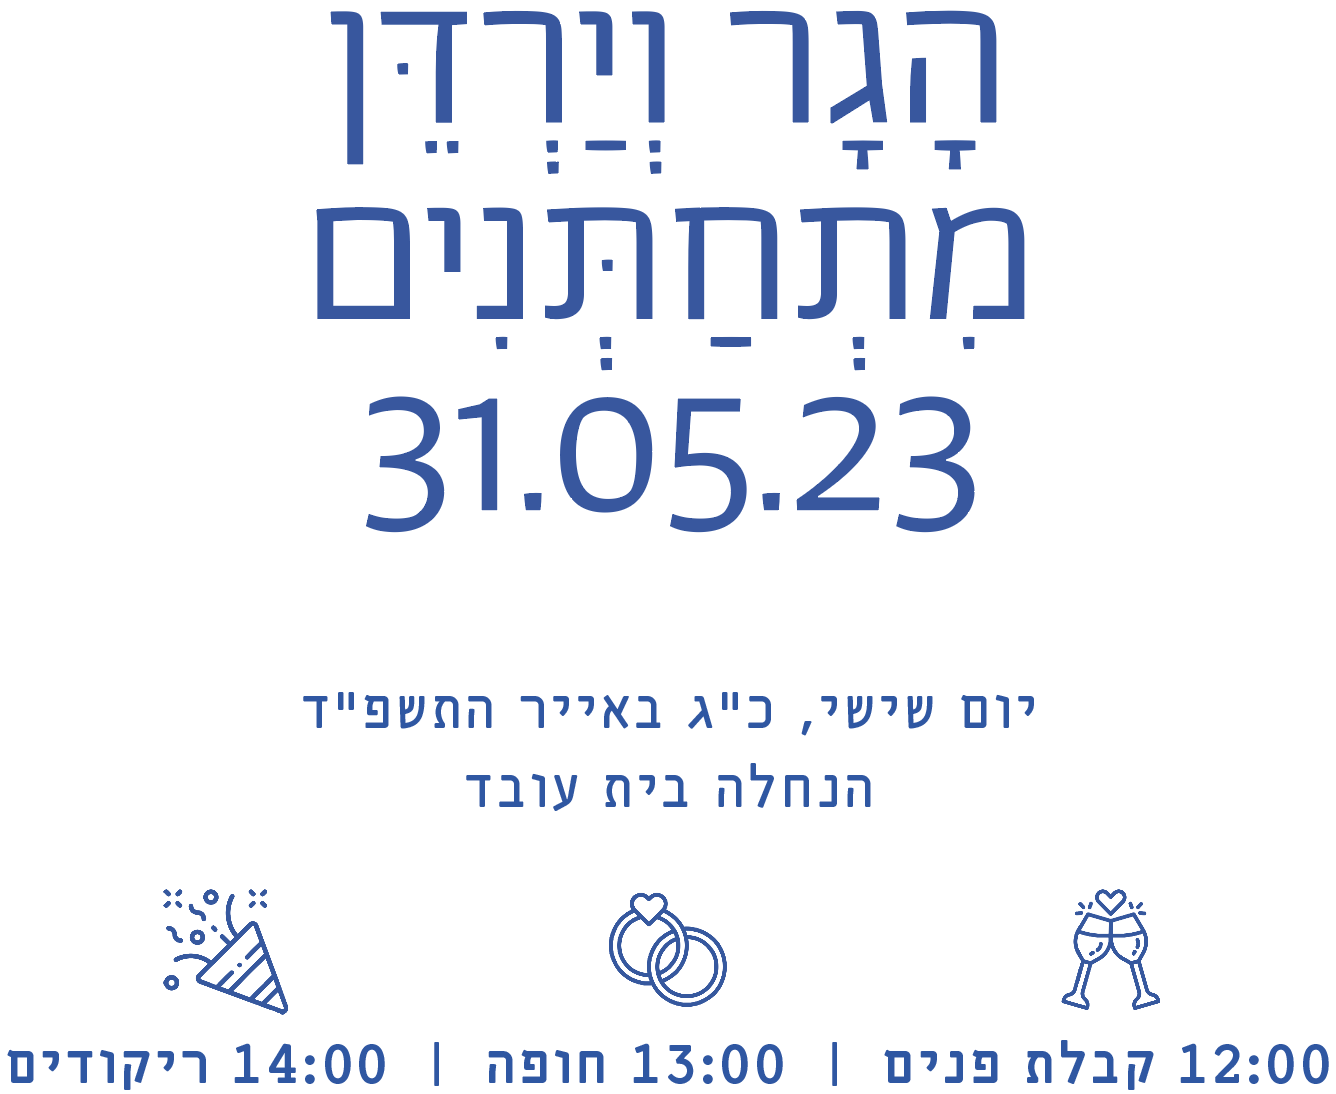 הָגָר וְיַרְדֵּן
מִתְחַתְּנִים
31.05.23
יום שישי, כ"ג באייר התשפ"ד
הנחלה בית עובד
12:00 קבלת פנים | 13:00 חופה | 14:00 ריקודים